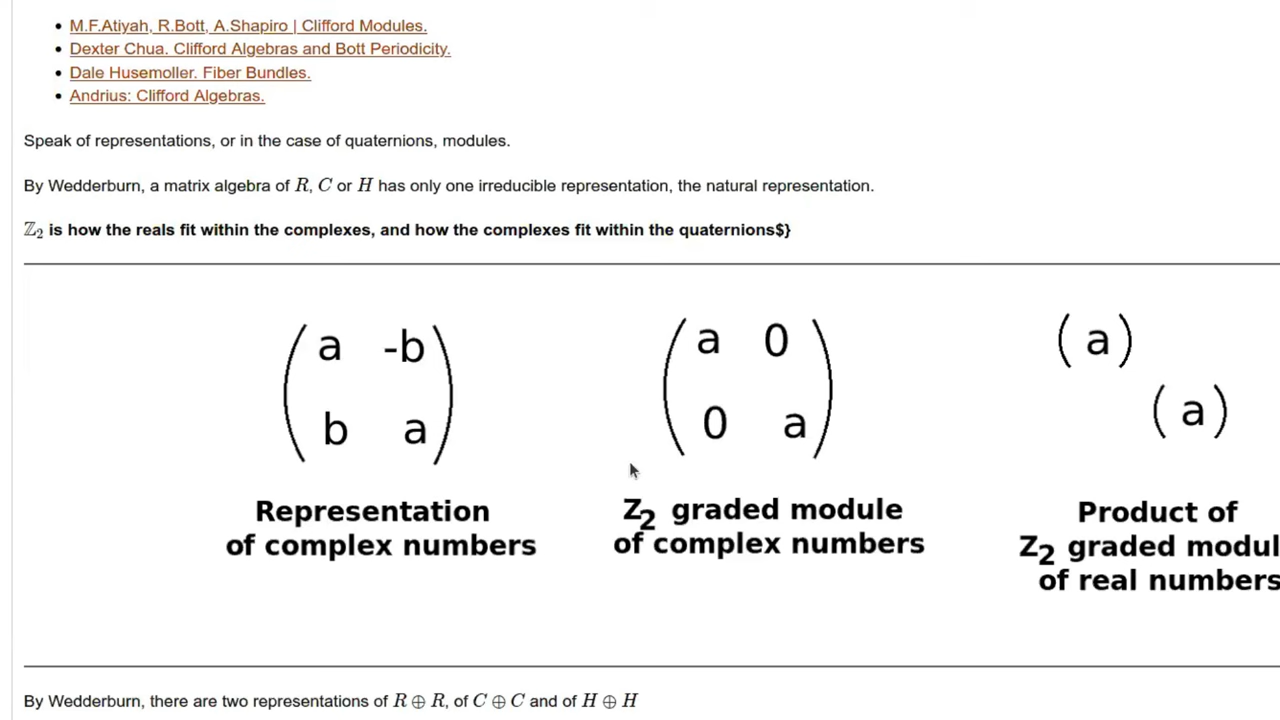 M.F.Atiyah, R.Bott, A.Shapiro | Clifford Modules.
Dexter Chua. Clifford Algebras and Bott Periodicity.
Dale Husemoller. Fiber Bundles.
Andrius: Clifford Algebras.
Speak of representations, or in the case of quaternions, modules.
By Wedderburn, a matrix algebra of R, C or H has only one irreducible representation, the natural representation.
ℤ₂ is how the reals fit within the complexes, and how the complexes fit within the quaternions$}
( a -b
b a )
Representation
of complex numbers
( a 0
0 a )
Z₂ graded module
of complex numbers
( a )
( a )
Product of
Z₂ graded modul
of real numbers
By Wedderburn, there are two representations of R ⊕ R, of C ⊕ C and of H ⊕ H